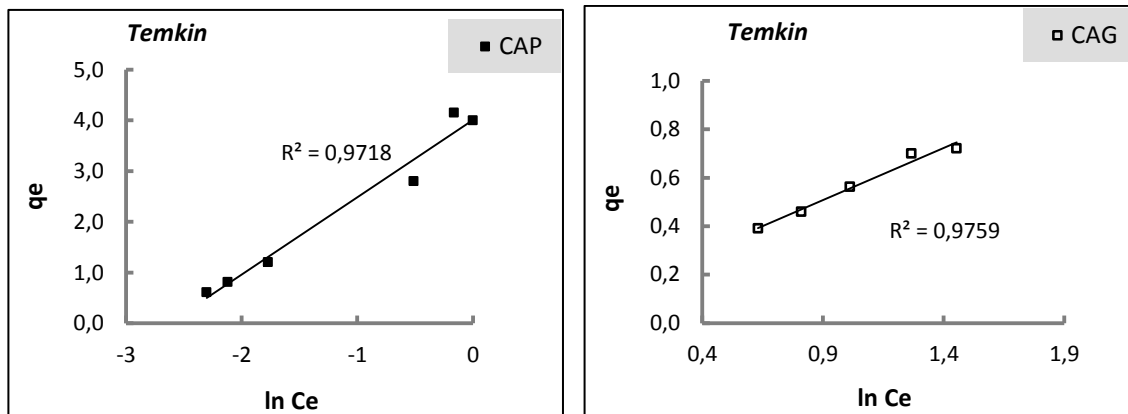 Temkin
CAP
5,0
4,0
3,0
2,0
1,0
0,0
qe
R² = 0,9718
-3
-2
-1
0
ln Ce
Temkin
CAG
1,0
0,8
0,6
0,4
0,2
0,0
qe
R² = 0,9759
0,4
0,9
1,4
1,9
ln Ce